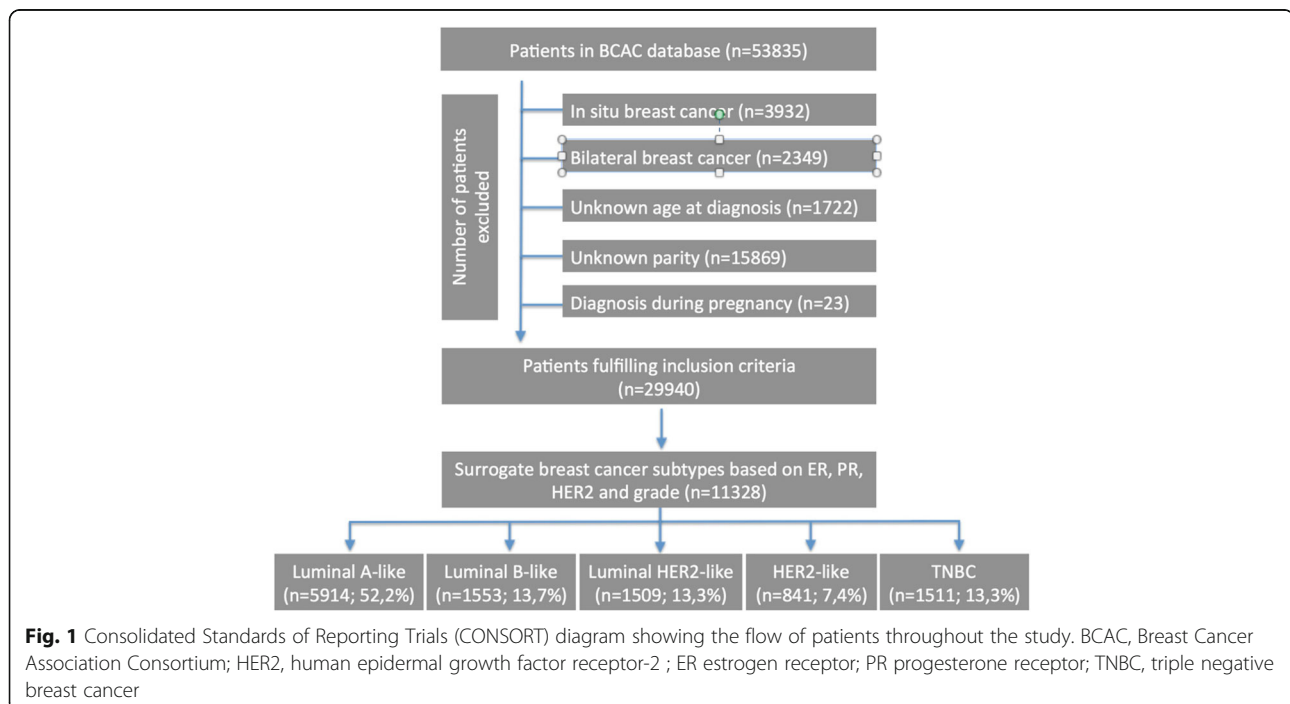 Patients in BCAC database (n=53835)
Number of patients
excluded
In situ breast cancer (n=3932)
Bilateral breast cancer (n=2349)
Unknown age at diagnosis (n=1722)
Unknown parity (n=15869)
Diagnosis during pregnancy (n=23)
Patients fulfilling inclusion criteria
(n=29940)
Surrogate breast cancer subtypes based on ER, PR,
HER2 and grade (n=11328)
Luminal A-like
(n=5914; 52,2%)
Luminal B-like
(n=1553; 13,7%)
Luminal HER2-like
(n=1509; 13,3%)
HER2-like
(n=841; 7,4%)
TNBC
(n=1511; 13,3%)
Fig. 1 Consolidated Standards of Reporting Trials (CONSORT) diagram showing the flow of patients throughout the study. BCAC, Breast Cancer
Association Consortium; HER2, human epidermal growth factor receptor-2 ; ER estrogen receptor; PR progesterone receptor; TNBC, triple negative
breast cancer